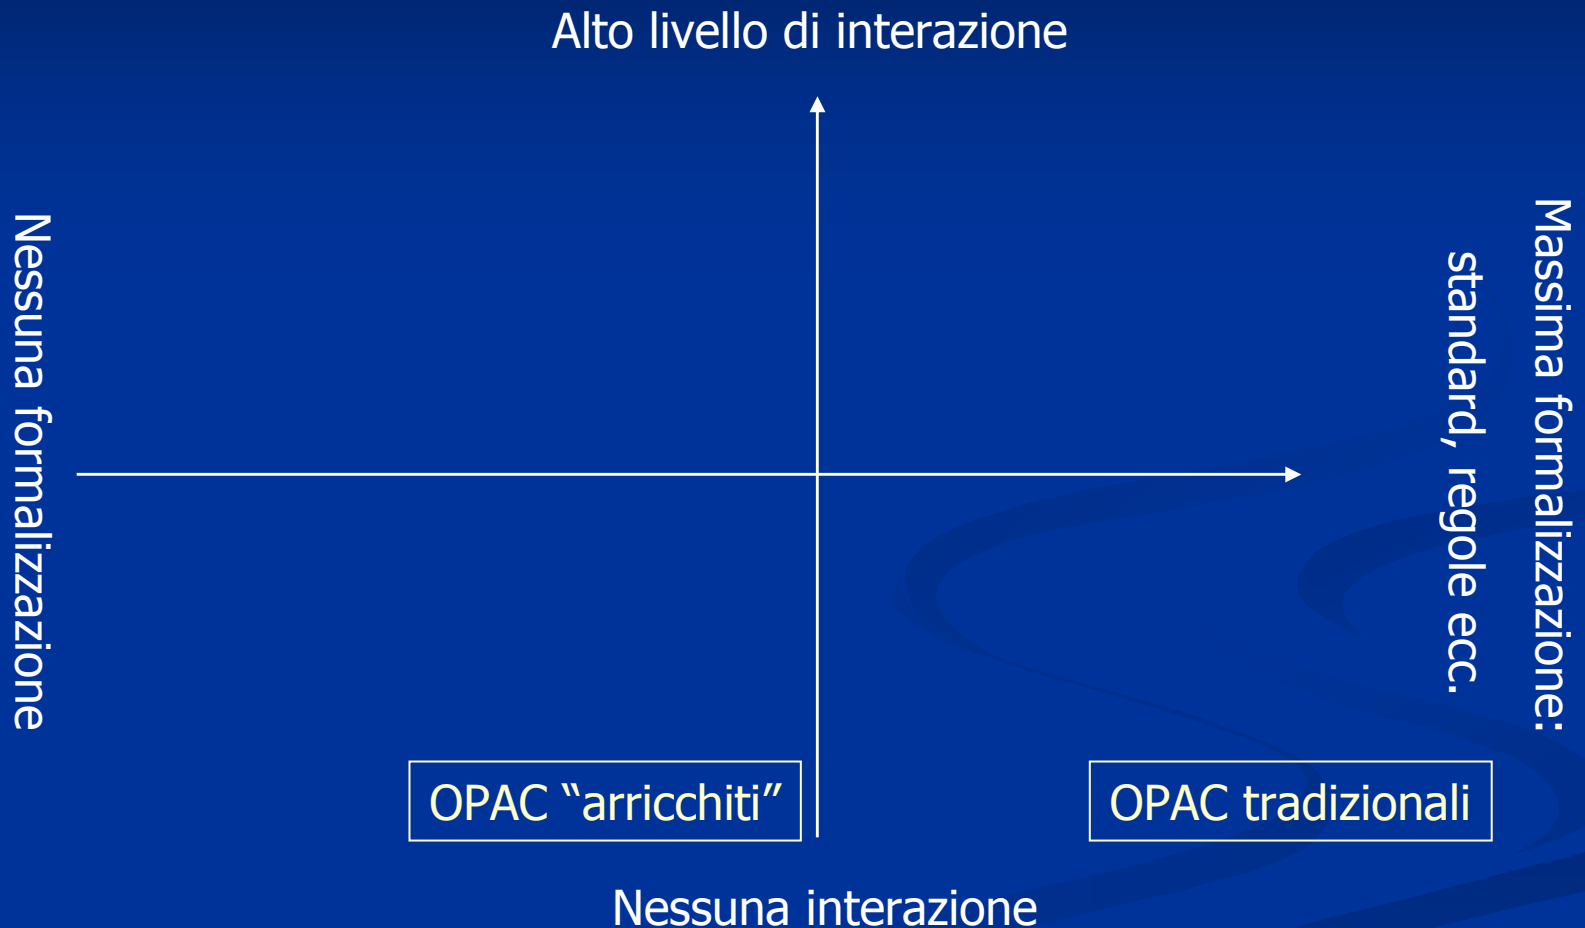 Alto livello di interazione
Nessuna formalizzazione
Massima formalizzazione:
standard, regole ecc.
OPAC “arricchiti”
OPAC tradizionali
Nessuna interazione